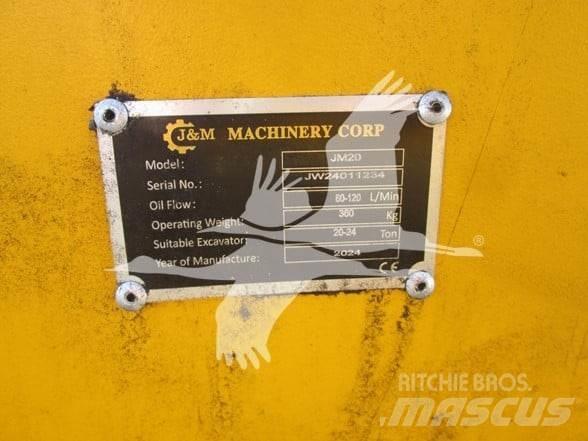 J&M MACHINERY CORP
Model: JM20
Serial No.: JW24011234
Oil Flow: 80-120 L/Min
Operating Weight: 360 Kg
Suitable Excavator: 20-24 Ton
Year of Manufacture: 2024
CE
®
RITCHIE BROS.
mascus